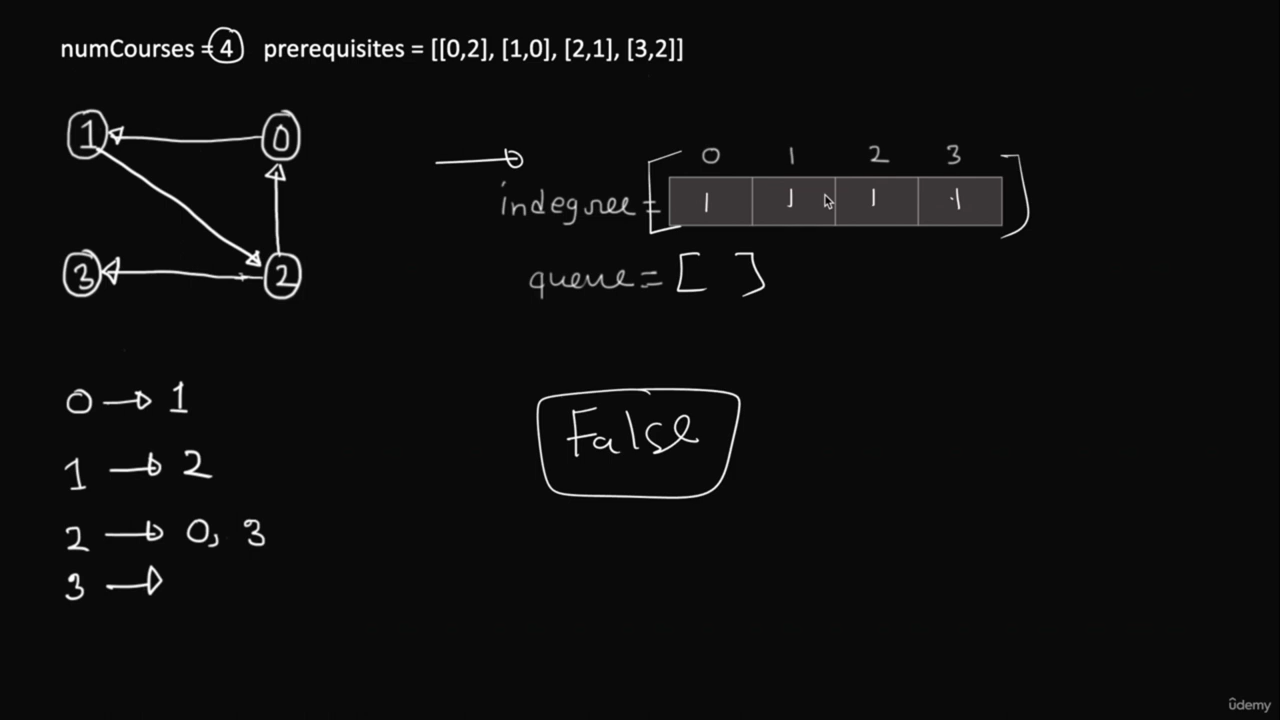 numCourses = 4 prerequisites = [[0,2], [1,0], [2,1], [3,2]]
1 0
3 2
0 1 2 3
indegree = [ 1 1 1 1 ]
queue = [ ]
0 → 1
1 → 2
2 → 0, 3
3 →
False
ûdemy